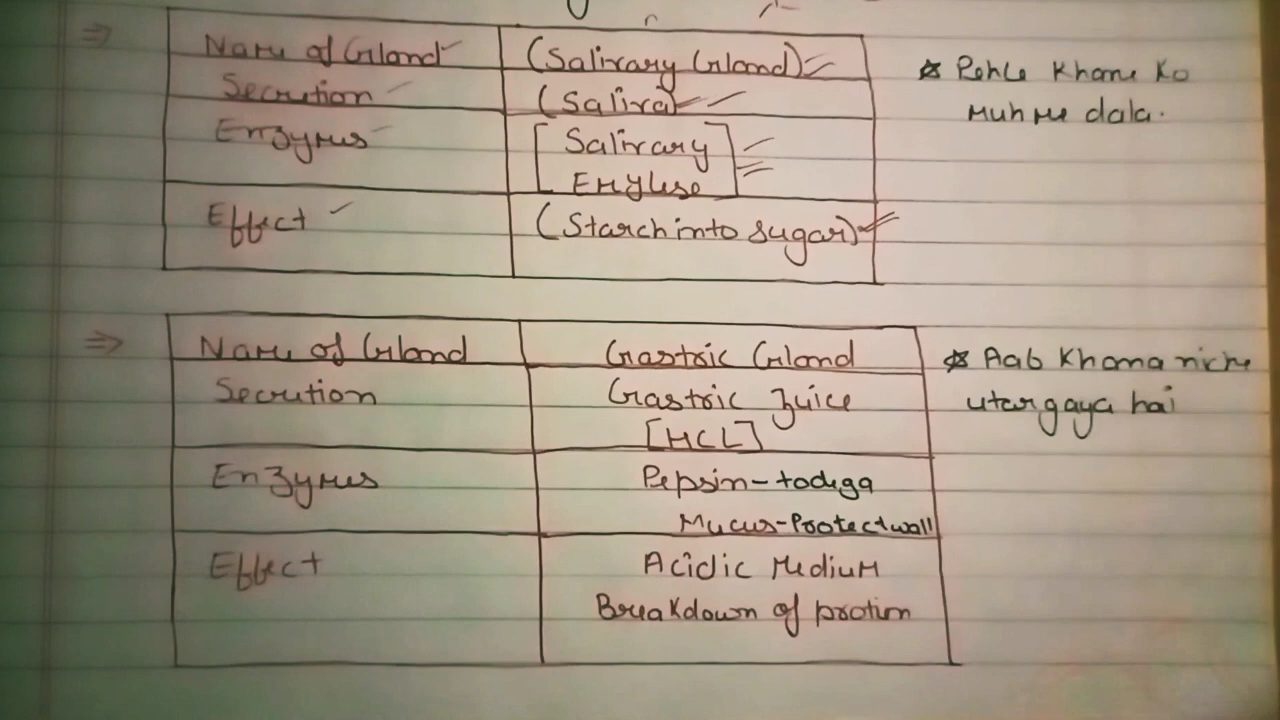 ⇒ Name of Gland (Salivary Gland)
Secretion (Saliva)
Enzymes [Salivary
Emylese]
Effect (Starch into sugar)
☆ Pehle Khane Ko
Muh me dala.
⇒ Name of Gland Gastric Gland
Secretion Gastric Juice
[HCL]
Enzymes Pepsin - todega
Mucus - Protect wall
Effect Acidic Medium
Breakdown of protien
☆ Aab Khana niche
utar gaya hai